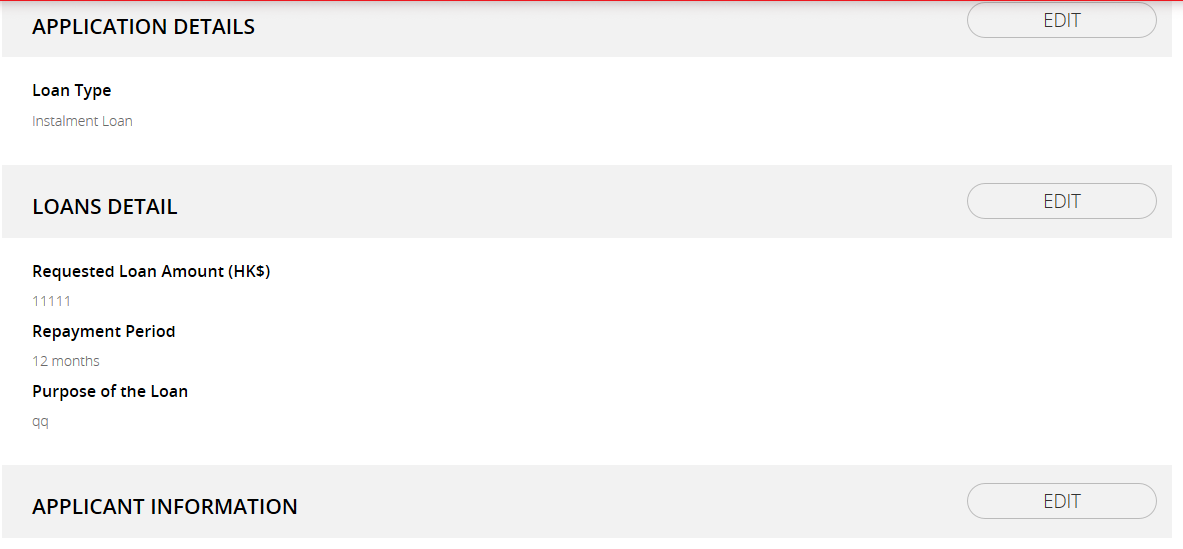 APPLICATION DETAILS
EDIT
Loan Type
Instalment Loan
LOANS DETAIL
EDIT
Requested Loan Amount (HK$)
11111
Repayment Period
12 months
Purpose of the Loan
qq
APPLICANT INFORMATION
EDIT